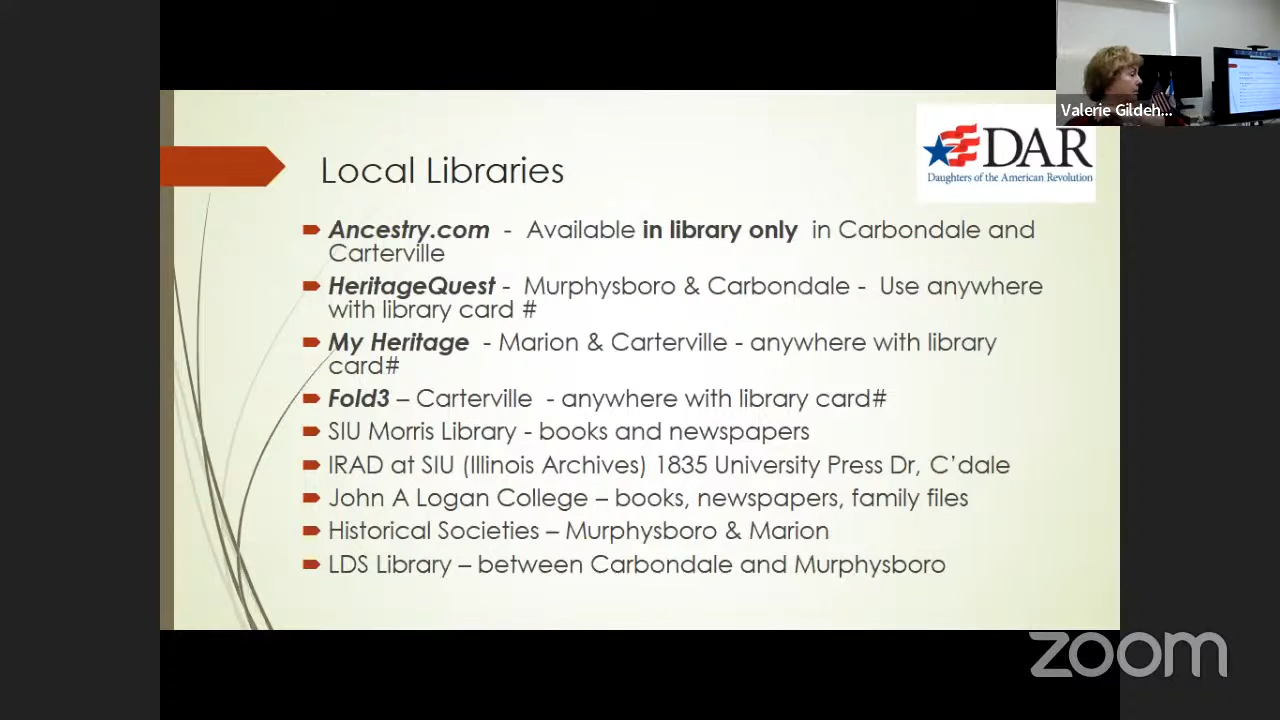 Valerie Gildeh...
DAR
Daughters of the American Revolution
Local Libraries
Ancestry.com - Available in library only in Carbondale and
Carterville
HeritageQuest - Murphysboro & Carbondale - Use anywhere
with library card #
My Heritage - Marion & Carterville - anywhere with library
card#
Fold3 – Carterville - anywhere with library card#
SIU Morris Library - books and newspapers
IRAD at SIU (Illinois Archives) 1835 University Press Dr, C’dale
John A Logan College – books, newspapers, family files
Historical Societies – Murphysboro & Marion
LDS Library – between Carbondale and Murphysboro
zoom